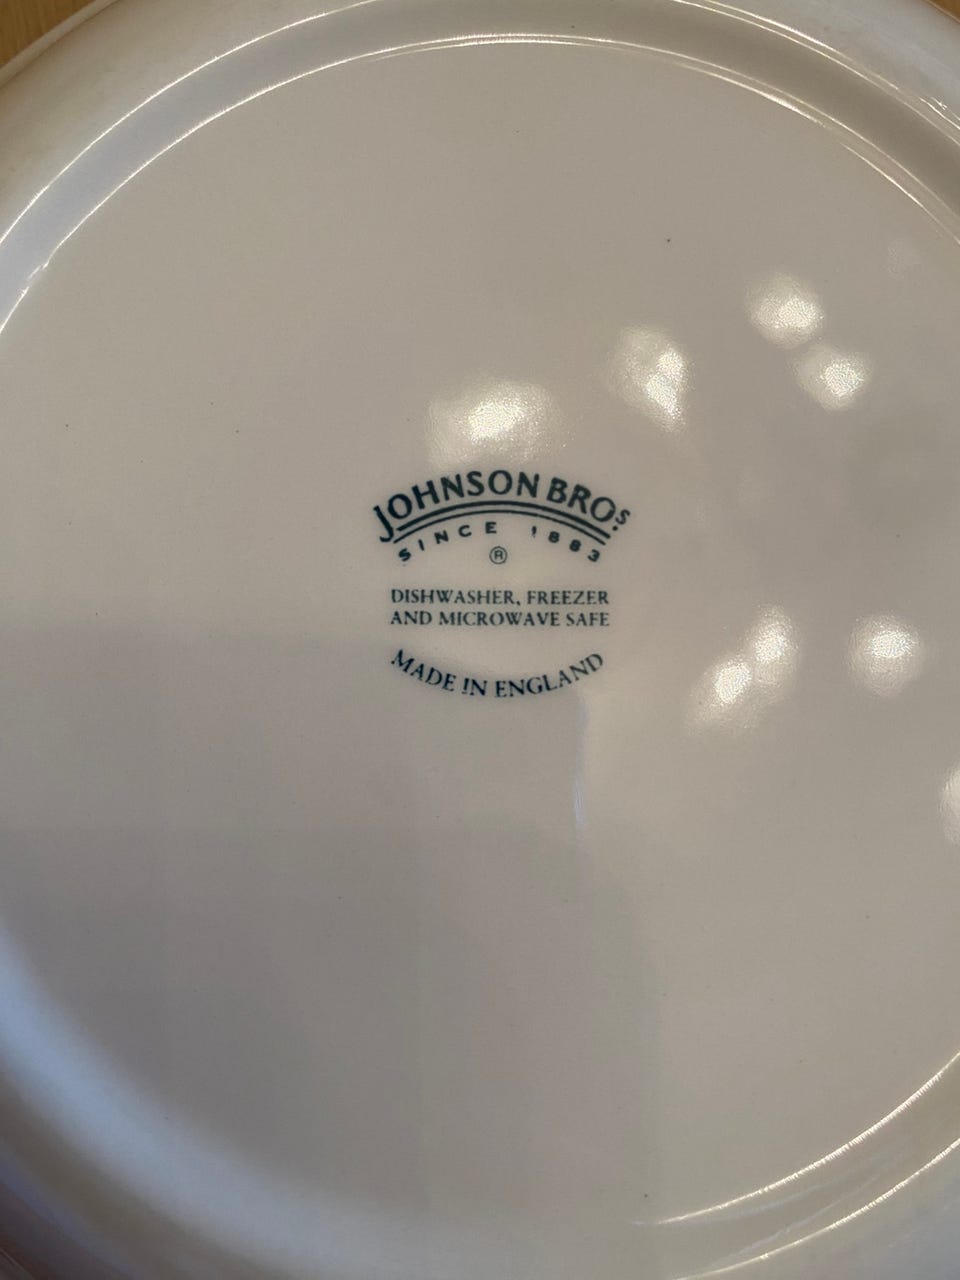 JOHNSON BROS
SINCE 1883
®
DISHWASHER, FREEZER
AND MICROWAVE SAFE
MADE IN ENGLAND